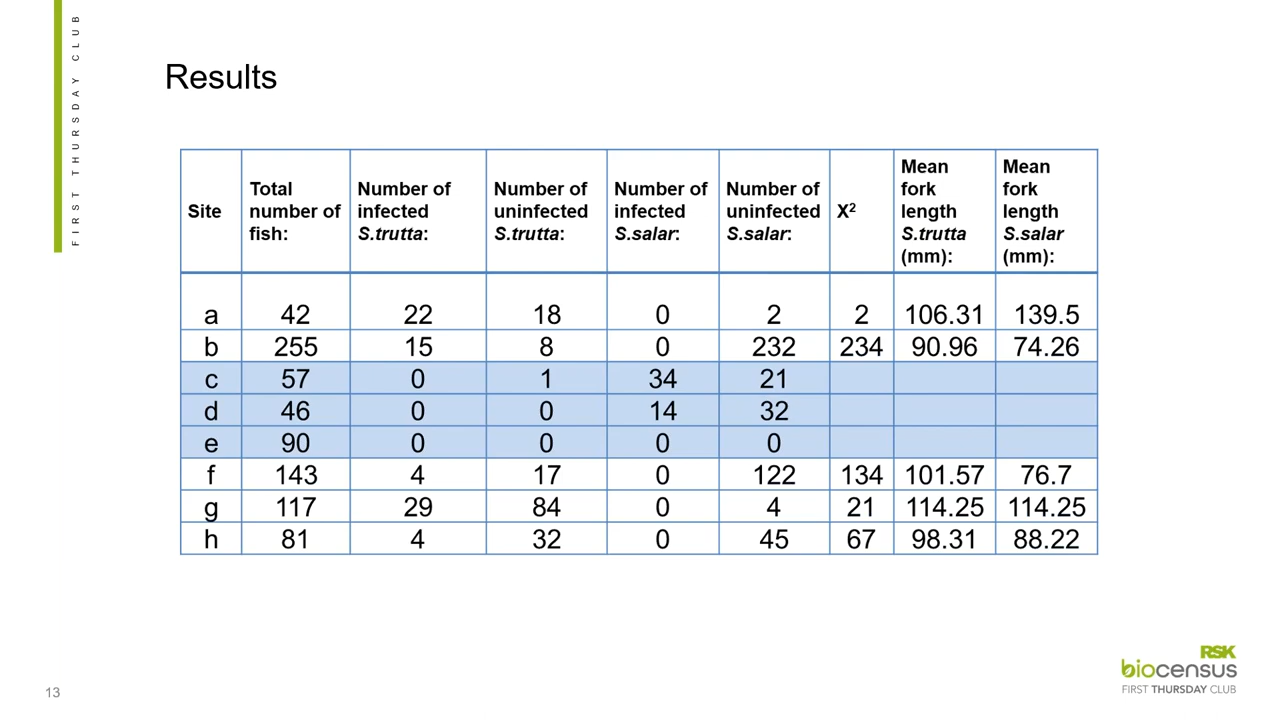 FIRST THURSDAY CLUB
Results
Site
Total number of fish:
Number of infected S.trutta:
Number of uninfected S.trutta:
Number of infected S.salar:
Number of uninfected S.salar:
X²
Mean fork length S.trutta (mm):
Mean fork length S.salar (mm):
a 42 22 18 0 2 2 106.31 139.5
b 255 15 8 0 232 234 90.96 74.26
c 57 0 1 34 21
d 46 0 0 14 32
e 90 0 0 0 0
f 143 4 17 0 122 134 101.57 76.7
g 117 29 84 0 4 21 114.25 114.25
h 81 4 32 0 45 67 98.31 88.22
13
RSK
biocensus
FIRST THURSDAY CLUB